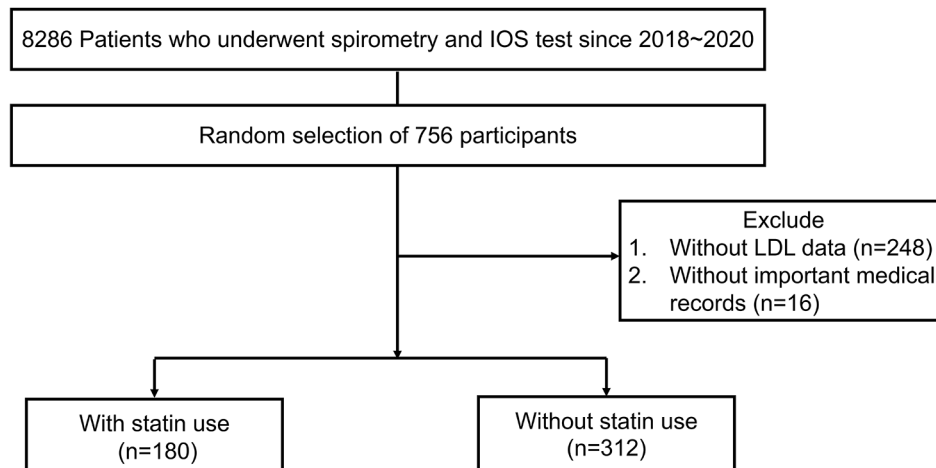 8286 Patients who underwent spirometry and IOS test since 2018~2020
Random selection of 756 participants
Exclude
1. Without LDL data (n=248)
2. Without important medical
records (n=16)
With statin use
(n=180)
Without statin use
(n=312)